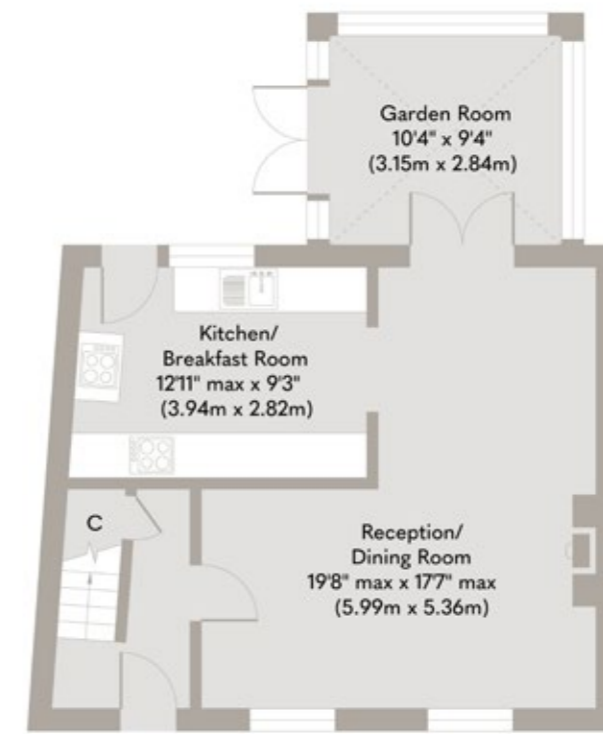 Garden Room
10'4" x 9'4"
(3.15m x 2.84m)
Kitchen/
Breakfast Room
12'11" max x 9'3"
(3.94m x 2.82m)
C
Reception/
Dining Room
19'8" max x 17'7" max
(5.99m x 5.36m)